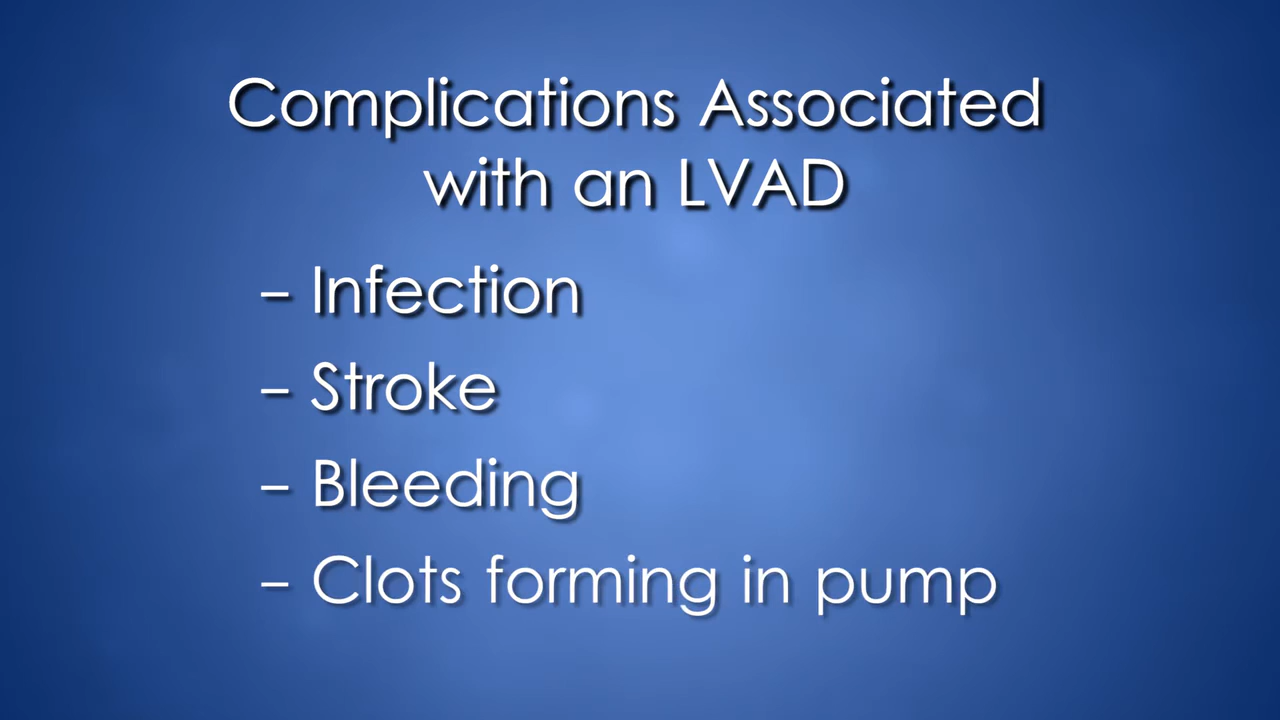 Complications Associated
with an LVAD
– Infection
– Stroke
– Bleeding
– Clots forming in pump